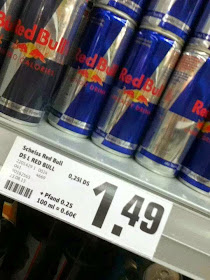 Red Bull
Red Bull
Red Bull
Red Bull
Scheiss Red Bull
DS I. RED BULL
0,25l DS
1.49
+ Pfand 0.25
100 ml = 0.60€